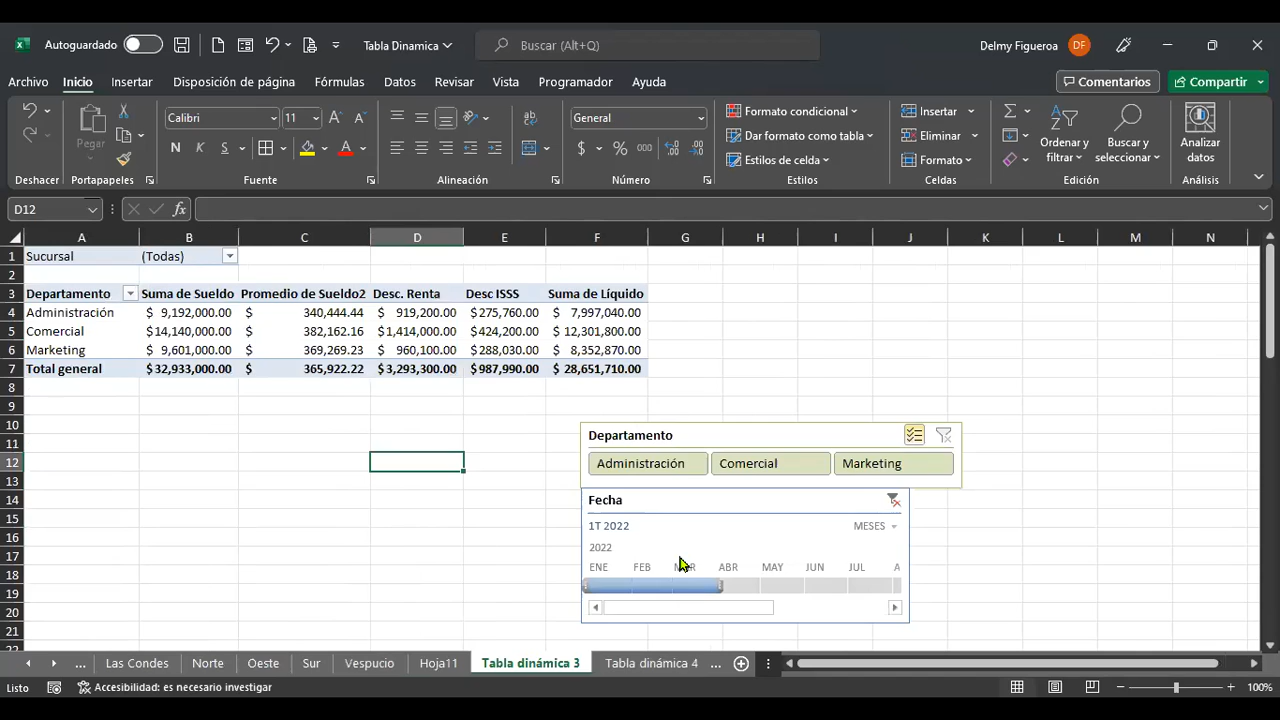 Autoguardado Tabla Dinamica Buscar (Alt+Q) Delmy Figueroa DF
Archivo Inicio Insertar Disposición de página Fórmulas Datos Revisar Vista Programador Ayuda Comentarios Compartir
Pegar Calibri 11 General Formato condicional Insertar
N K S $ % 000 Dar formato como tabla Eliminar Ordenar y filtrar Buscar y seleccionar Analizar datos
Estilos de celda Formato
Deshacer Portapapeles Fuente Alineación Número Estilos Celdas Edición Análisis
D12 fx
A B C D E F G H I J K L M N
1 Sucursal (Todas)
2
3 Departamento Suma de Sueldo Promedio de Sueldo2 Desc. Renta Desc ISSS Suma de Líquido
4 Administración $ 9,192,000.00 $ 340,444.44 $ 919,200.00 $275,760.00 $ 7,997,040.00
5 Comercial $14,140,000.00 $ 382,162.16 $1,414,000.00 $424,200.00 $ 12,301,800.00
6 Marketing $ 9,601,000.00 $ 369,269.23 $ 960,100.00 $288,030.00 $ 8,352,870.00
7 Total general $ 32,933,000.00 $ 365,922.22 $ 3,293,300.00 $ 987,990.00 $ 28,651,710.00
8
9
10
11 Departamento
12 Administración Comercial Marketing
13
14 Fecha
15
16 1T 2022 MESES
17 2022
18 ENE FEB ABR MAY JUN JUL A
19
20
21
22
... Las Condes Norte Oeste Sur Vespucio Hoja11 Tabla dinámica 3 Tabla dinámica 4 ...
Listo Accesibilidad: es necesario investigar 100%